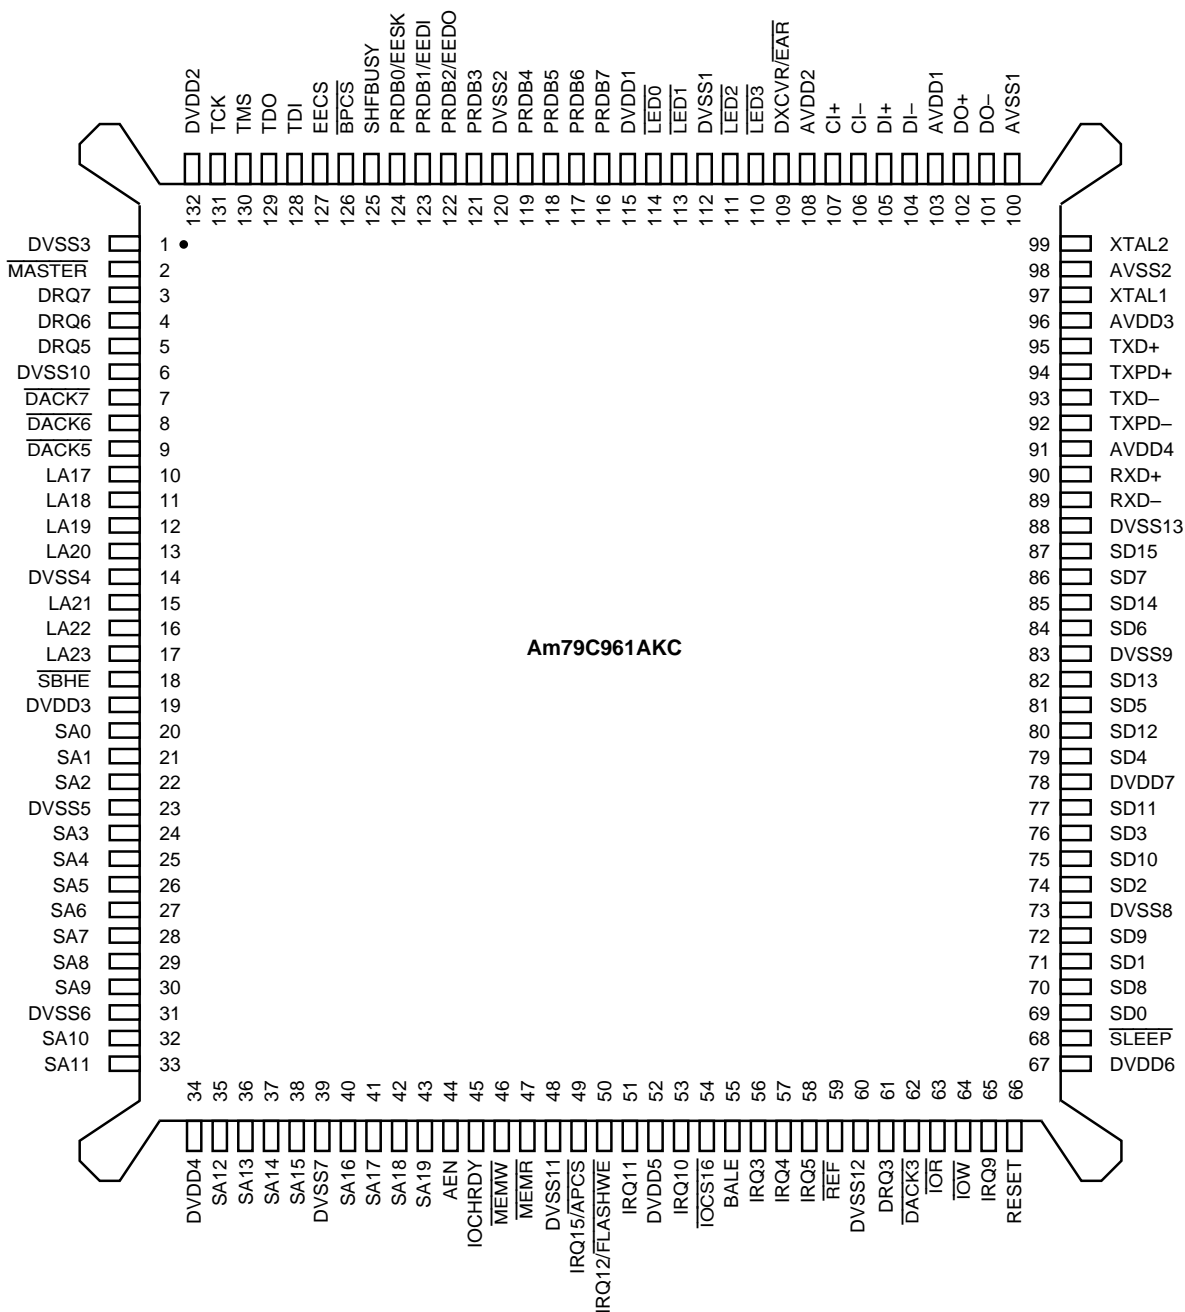 DVDD2
TCK
TMS
TDO
TDI
EECS
BPCS
SHFBUSY
PRDB0/EESK
PRDB1/EEDI
PRDB2/EEDO
PRDB3
DVSS2
PRDB4
PRDB5
PRDB6
PRDB7
DVDD1
LED0
LED1
DVSS1
LED2
LED3
DXCVR/EAR
AVDD2
CI+
CI–
DI+
DI–
AVDD1
DO+
DO–
AVSS1
132
131
130
129
128
127
126
125
124
123
122
121
120
119
118
117
116
115
114
113
112
111
110
109
108
107
106
105
104
103
102
101
100
DVSS3 1
MASTER 2
DRQ7 3
DRQ6 4
DRQ5 5
DVSS10 6
DACK7 7
DACK6 8
DACK5 9
LA17 10
LA18 11
LA19 12
LA20 13
DVSS4 14
LA21 15
LA22 16
LA23 17
SBHE 18
DVDD3 19
SA0 20
SA1 21
SA2 22
DVSS5 23
SA3 24
SA4 25
SA5 26
SA6 27
SA7 28
SA8 29
SA9 30
DVSS6 31
SA10 32
SA11 33
Am79C961AKC
99 XTAL2
98 AVSS2
97 XTAL1
96 AVDD3
95 TXD+
94 TXPD+
93 TXD–
92 TXPD–
91 AVDD4
90 RXD+
89 RXD–
88 DVSS13
87 SD15
86 SD7
85 SD14
84 SD6
83 DVSS9
82 SD13
81 SD5
80 SD12
79 SD4
78 DVDD7
77 SD11
76 SD3
75 SD10
74 SD2
73 DVSS8
72 SD9
71 SD1
70 SD8
69 SD0
68 SLEEP
67 DVDD6
34
35
36
37
38
39
40
41
42
43
44
45
46
47
48
49
50
51
52
53
54
55
56
57
58
59
60
61
62
63
64
65
66
DVDD4
SA12
SA13
SA14
SA15
DVSS7
SA16
SA17
SA18
SA19
AEN
IOCHRDY
MEMW
MEMR
DVSS11
IRQ15/APCS
IRQ12/FLASHWE
IRQ11
DVDD5
IRQ10
IOCS16
BALE
IRQ3
IRQ4
IRQ5
REF
DVSS12
DRQ3
DACK3
IOR
IOW
IRQ9
RESET